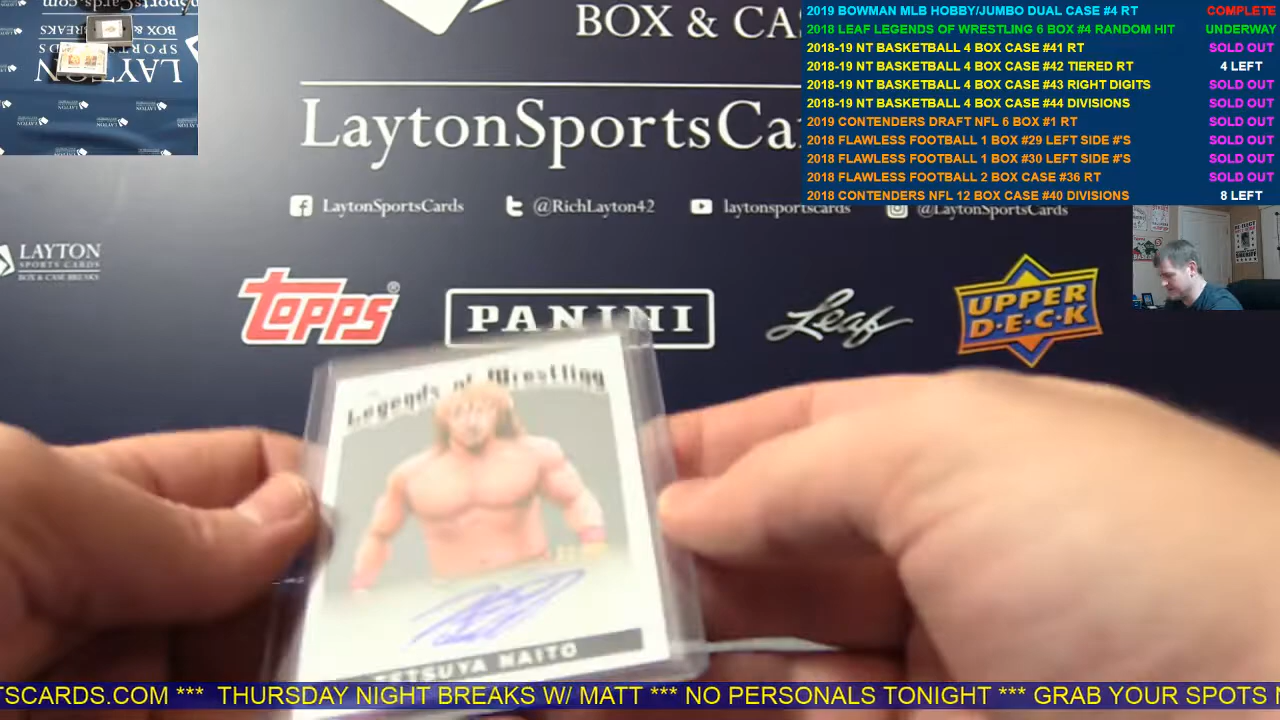 BOX & CA
LaytonSportsCa
LaytonSportsCards
@RichLayton42
laytonsportscards
@LaytonSportsCards
LAYTON
SPORTS CARDS
BOX & CASE BREAKS
TOPPS
PANINI
Leaf
UPPER
D·E·C·K
2019 BOWMAN MLB HOBBY/JUMBO DUAL CASE #4 RT COMPLETE
2018 LEAF LEGENDS OF WRESTLING 6 BOX #4 RANDOM HIT UNDERWAY
2018-19 NT BASKETBALL 4 BOX CASE #41 RT SOLD OUT
2018-19 NT BASKETBALL 4 BOX CASE #42 TIERED RT 4 LEFT
2018-19 NT BASKETBALL 4 BOX CASE #43 RIGHT DIGITS SOLD OUT
2018-19 NT BASKETBALL 4 BOX CASE #44 DIVISIONS SOLD OUT
2019 CONTENDERS DRAFT NFL 6 BOX #1 RT SOLD OUT
2018 FLAWLESS FOOTBALL 1 BOX #29 LEFT SIDE #'S SOLD OUT
2018 FLAWLESS FOOTBALL 1 BOX #30 LEFT SIDE #'S SOLD OUT
2018 FLAWLESS FOOTBALL 2 BOX CASE #36 RT SOLD OUT
2018 CONTENDERS NFL 12 BOX CASE #40 DIVISIONS 8 LEFT
Legends of Wrestling
TETSUYA NAITO
TSCARDS.COM *** THURSDAY NIGHT BREAKS W/ MATT *** NO PERSONALS TONIGHT *** GRAB YOUR SPOTS N